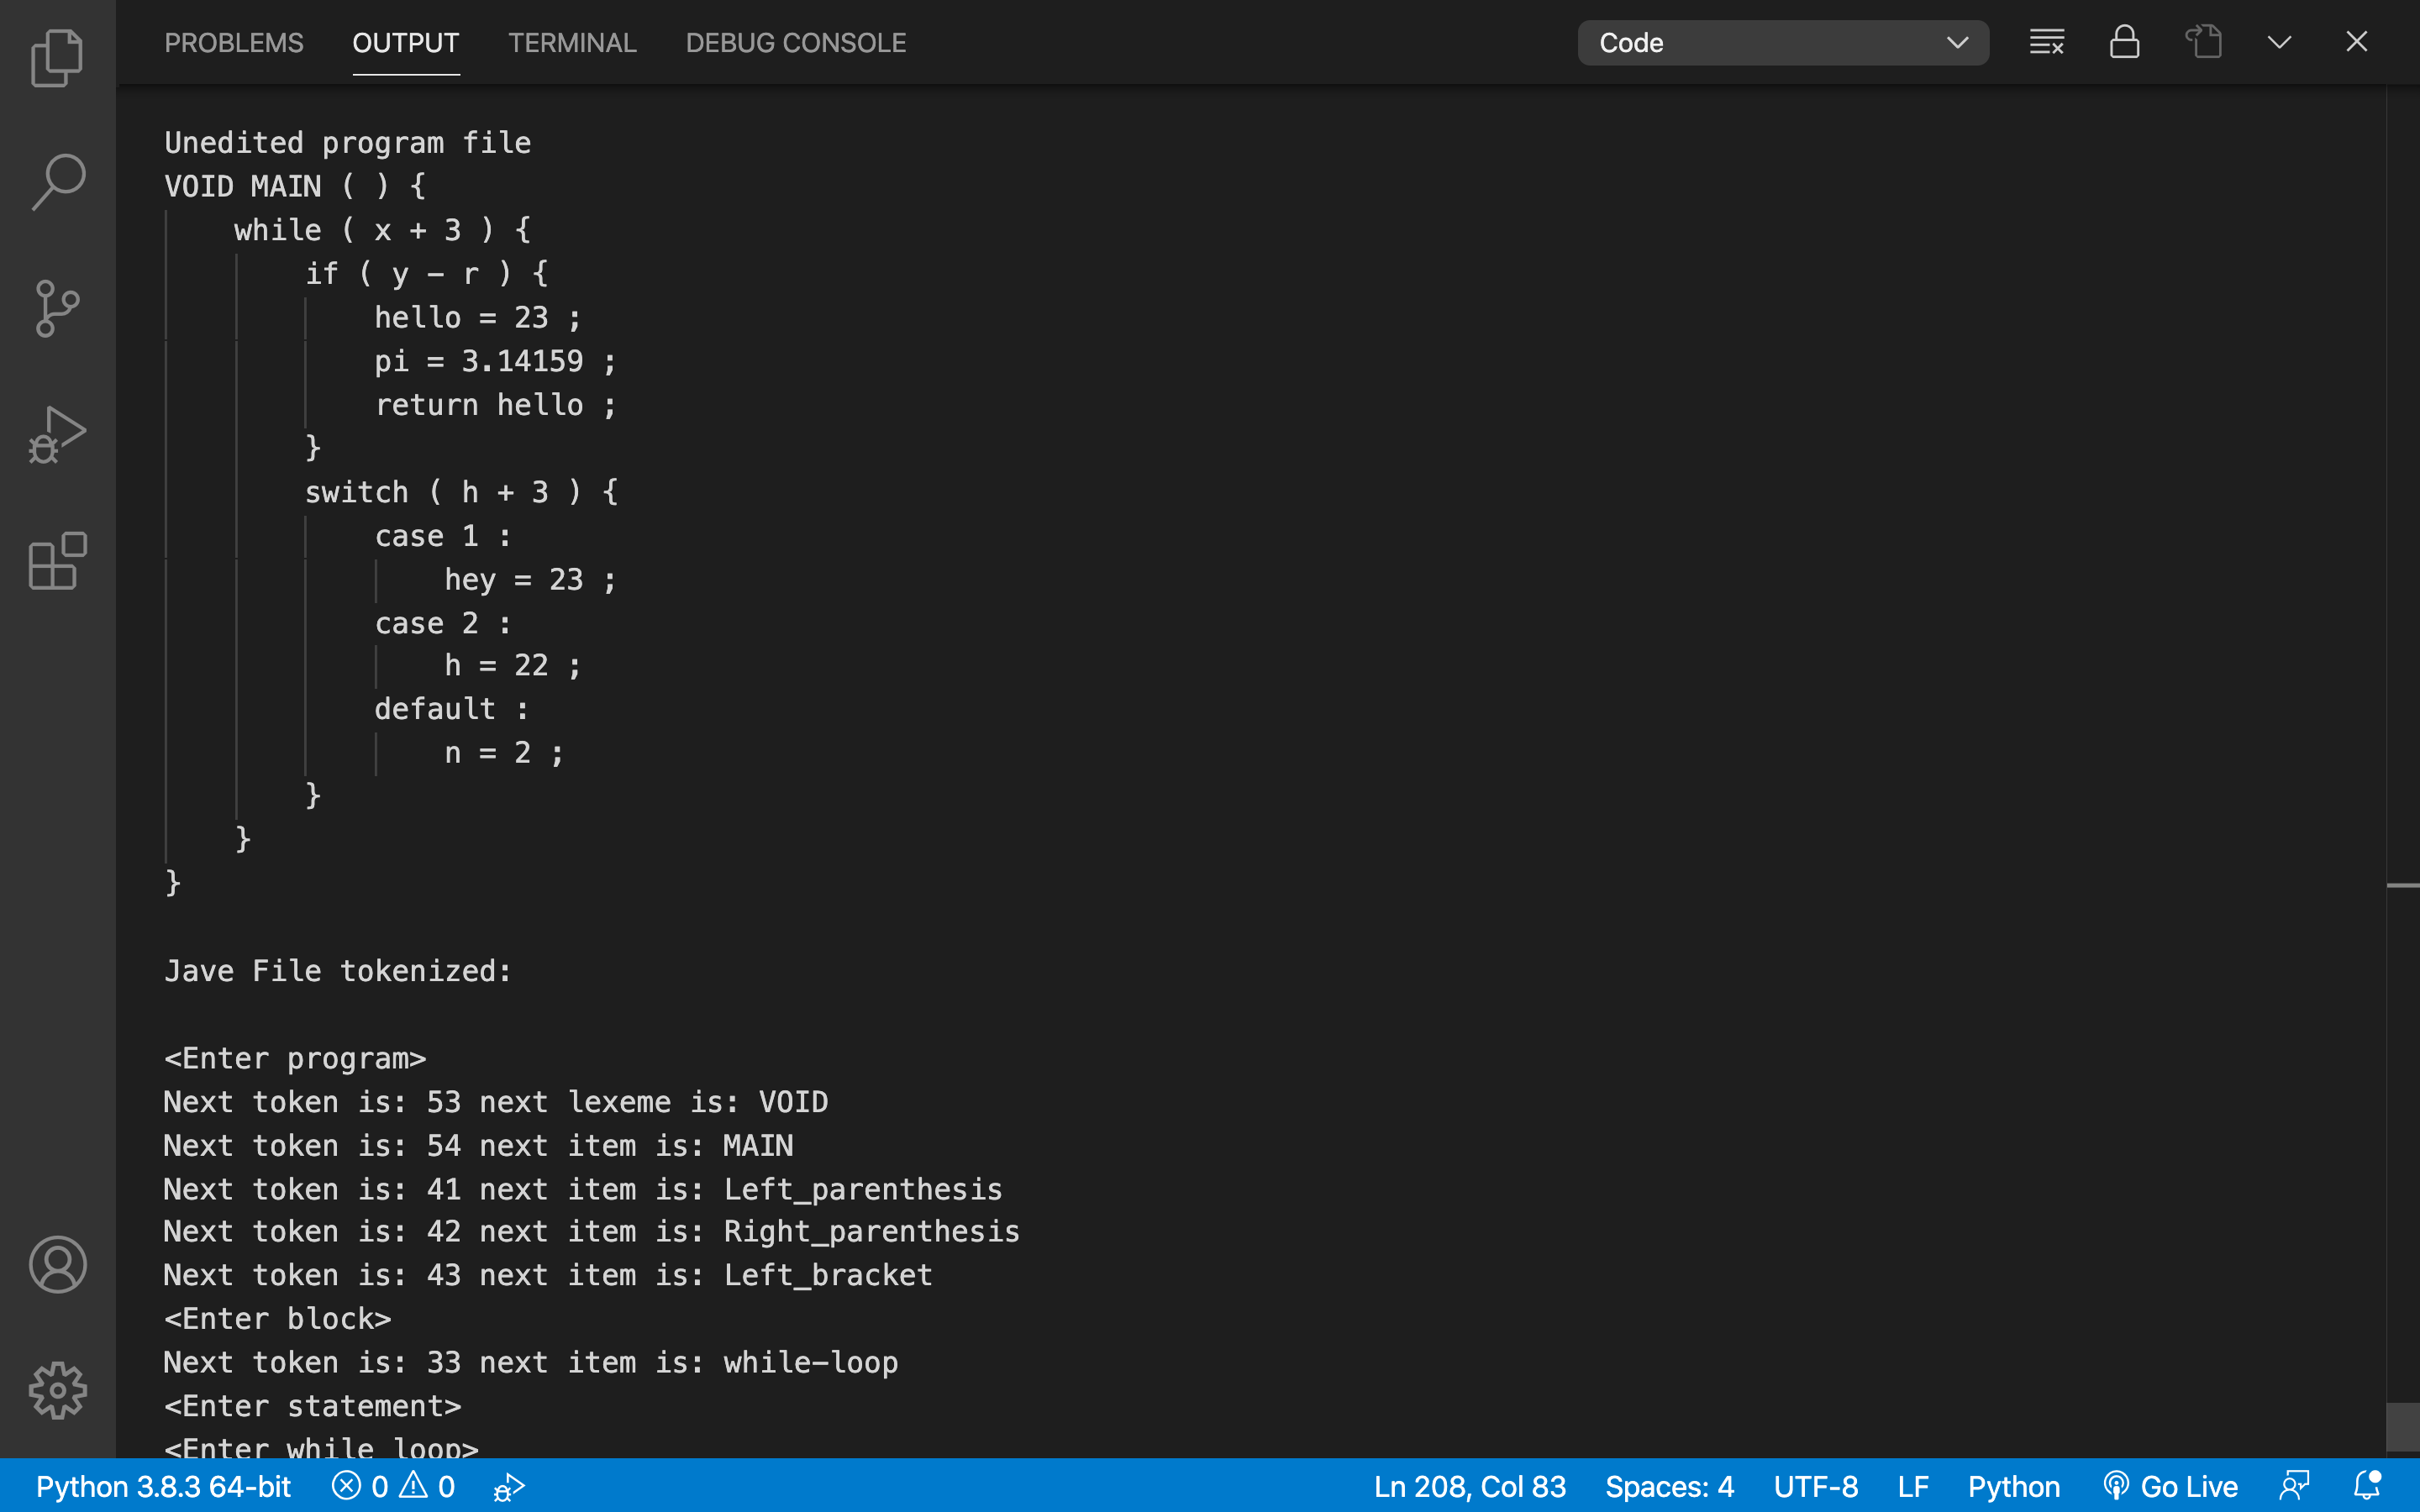 PROBLEMS OUTPUT TERMINAL DEBUG CONSOLE Code
Unedited program file
VOID MAIN ( ) {
    while ( x + 3 ) {
        if ( y - r ) {
            hello = 23 ;
            pi = 3.14159 ;
            return hello ;
        }
        switch ( h + 3 ) {
            case 1 :
                hey = 23 ;
            case 2 :
                h = 22 ;
            default :
                n = 2 ;
        }
    }
}
Jave File tokenized:
<Enter program>
Next token is: 53 next lexeme is: VOID
Next token is: 54 next item is: MAIN
Next token is: 41 next item is: Left_parenthesis
Next token is: 42 next item is: Right_parenthesis
Next token is: 43 next item is: Left_bracket
<Enter block>
Next token is: 33 next item is: while-loop
<Enter statement>
<Enter while loop>
Python 3.8.3 64-bit 0 0 Ln 208, Col 83 Spaces: 4 UTF-8 LF Python Go Live